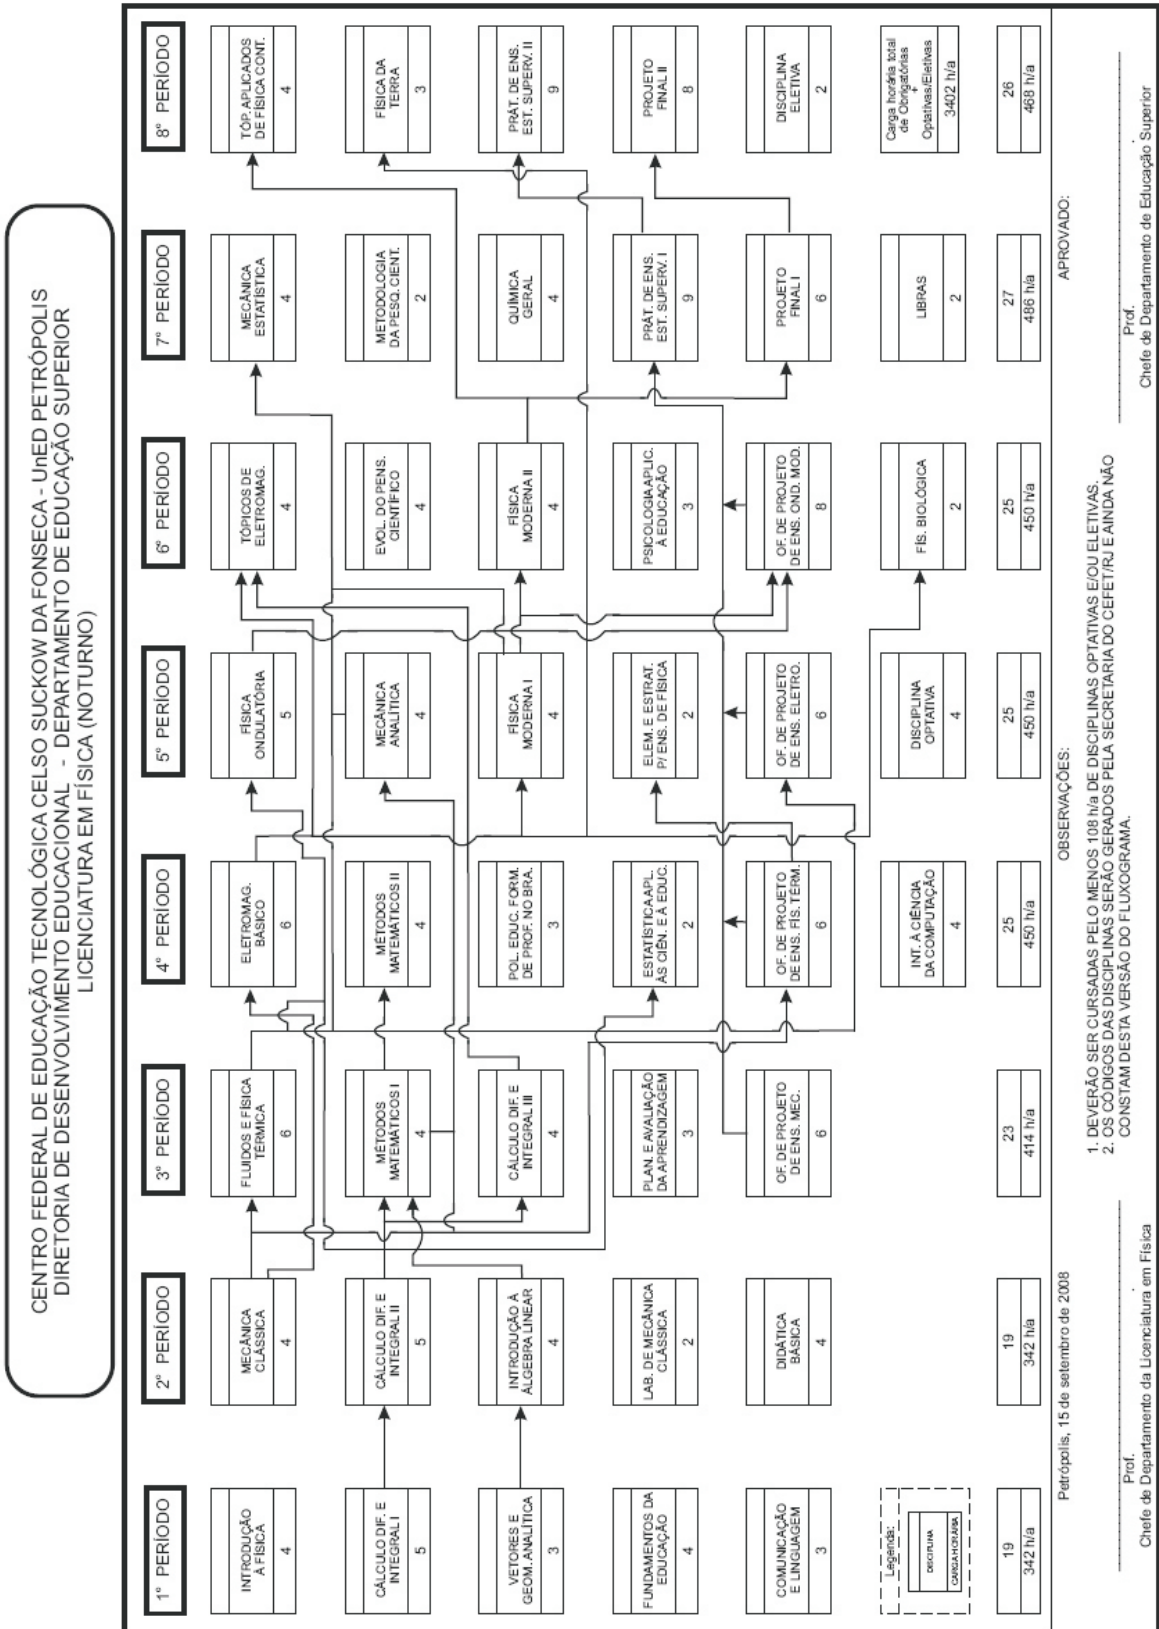 CENTRO FEDERAL DE EDUCAÇÃO TECNOLÓGICA CELSO SUCKOW DA FONSECA - UnED PETRÓPOLIS
DIRETORIA DE DESENVOLVIMENTO EDUCACIONAL - DEPARTAMENTO DE EDUCAÇÃO SUPERIOR
LICENCIATURA EM FÍSICA (NOTURNO)
1º PERÍODO
INTRODUÇÃO
À FÍSICA
4
CÁLCULO DIF. E
INTEGRAL I
5
VETORES E
GEOM. ANALÍTICA
3
FUNDAMENTOS DA
EDUCAÇÃO
4
COMUNICAÇÃO
E LINGUAGEM
3
Legenda:
DISCIPLINA
CARGA HORÁRIA
19
342 h/a
2º PERÍODO
MECÂNICA
CLÁSSICA
4
CÁLCULO DIF. E
INTEGRAL II
5
INTRODUÇÃO À
ÁLGEBRA LINEAR
4
LAB. DE MECÂNICA
CLÁSSICA
2
DIDÁTICA
BÁSICA
4
19
342 h/a
3º PERÍODO
FLUIDOS E FÍSICA
TÉRMICA
6
MÉTODOS
MATEMÁTICOS I
4
CÁLCULO DIF. E
INTEGRAL III
4
PLAN. E AVALIAÇÃO
DA APRENDIZAGEM
3
OF. DE PROJETO
DE ENS. MEC.
6
23
414 h/a
4º PERÍODO
ELETROMAG.
BÁSICO
6
MÉTODOS
MATEMÁTICOS II
4
POL. EDUC. FORM.
DE PROF. NO BRA.
3
ESTATÍSTICA APL.
ÀS CIÊN. E À EDUC.
2
OF. DE PROJETO
DE ENS. FÍS. TÉRM.
6
INT. À CIÊNCIA
DA COMPUTAÇÃO
4
25
450 h/a
5º PERÍODO
FÍSICA
ONDULATÓRIA
5
MECÂNICA
ANALÍTICA
4
FÍSICA
MODERNA I
4
ELEM. E ESTRAT.
P/ ENS. DE FÍSICA
2
OF. DE PROJETO
DE ENS. ELETRO.
6
DISCIPLINA
OPTATIVA
4
25
450 h/a
6º PERÍODO
TÓPICOS DE
ELETROMAG.
4
EVOL. DO PENS.
CIENTÍFICO
4
FÍSICA
MODERNA II
4
PSICOLOGIA APLIC.
À EDUCAÇÃO
3
OF. DE PROJETO
DE ENS. OND. MOD.
8
FÍS. BIOLÓGICA
2
25
450 h/a
7º PERÍODO
MECÂNICA
ESTATÍSTICA
4
METODOLOGIA
DA PESQ. CIENT.
2
QUÍMICA
GERAL
4
PRÁT. DE ENS.
EST. SUPERV. I
9
PROJETO
FINAL I
6
LIBRAS
2
27
486 h/a
8º PERÍODO
TÓP. APLICADOS
DE FÍSICA CONT.
4
FÍSICA DA
TERRA
3
PRÁT. DE ENS.
EST. SUPERV. II
9
PROJETO
FINAL II
8
DISCIPLINA
ELETIVA
2
Carga horária total
de Obrigatórias
+
Optativas/Eletivas
3402 h/a
26
468 h/a
Petrópolis, 15 de setembro de 2008
Prof.
Chefe de Departamento da Licenciatura em Física
OBSERVAÇÕES:
1. DEVERÃO SER CURSADAS PELO MENOS 108 h/a DE DISCIPLINAS OPTATIVAS E/OU ELETIVAS.
2. OS CÓDIGOS DAS DISCIPLINAS SERÃO GERADOS PELA SECRETARIA DO CEFET/RJ E AINDA NÃO
CONSTAM DESTA VERSÃO DO FLUXOGRAMA.
APROVADO:
Prof.
Chefe de Departamento de Educação Superior